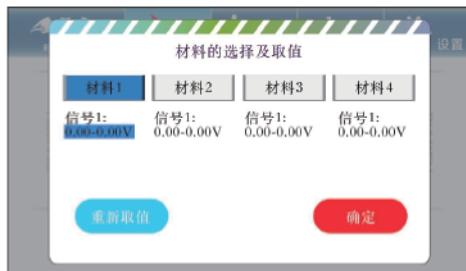 设置
材料的选择及取值
材料1 材料2 材料3 材料4
信号1: 信号1: 信号1: 信号1:
0.00-0.00V 0.00-0.00V 0.00-0.00V 0.00-0.00V
重新取值 确定